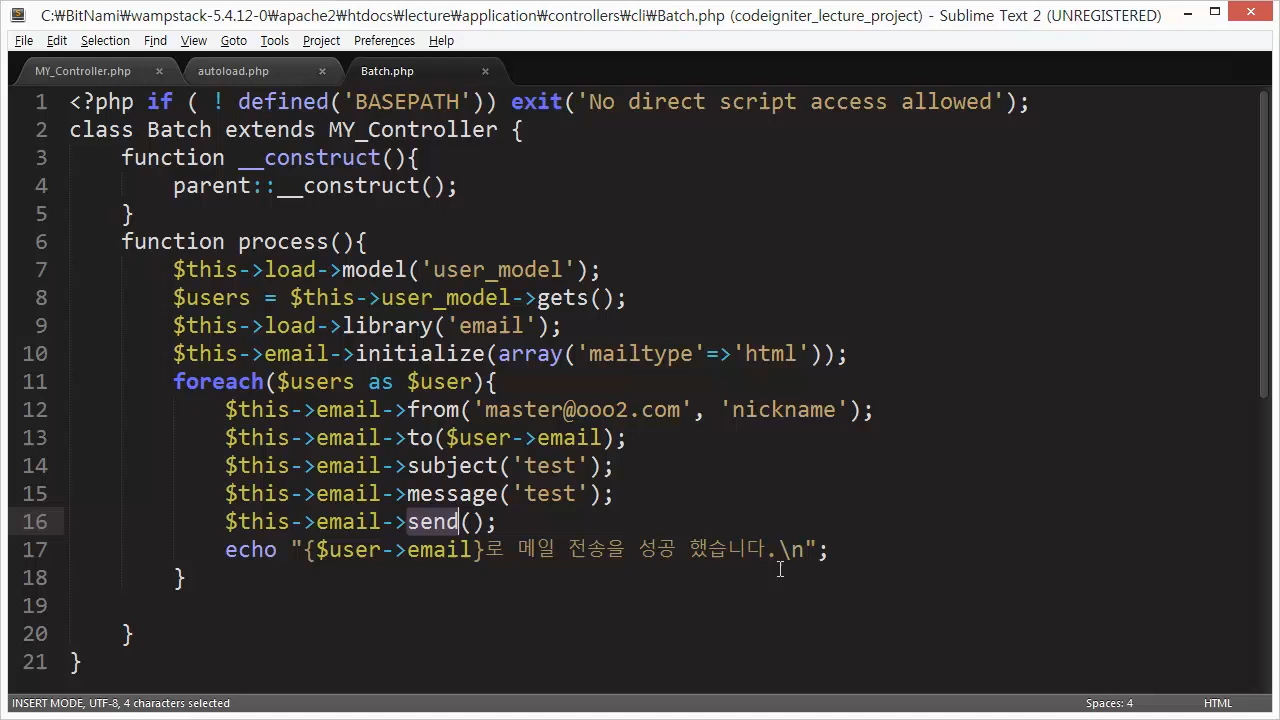 C:₩BitNami₩wampstack-5.4.12-0₩apache2₩htdocs₩lecture₩application₩controllers₩cli₩Batch.php (codeigniter_lecture_project) - Sublime Text 2 (UNREGISTERED)
File Edit Selection Find View Goto Tools Project Preferences Help
MY_Controller.php × autoload.php × Batch.php ×
1 <?php if ( ! defined('BASEPATH')) exit('No direct script access allowed');
2 class Batch extends MY_Controller {
3 function __construct(){
4 parent::__construct();
5 }
6 function process(){
7 $this->load->model('user_model');
8 $users = $this->user_model->gets();
9 $this->load->library('email');
10 $this->email->initialize(array('mailtype'=>'html'));
11 foreach($users as $user){
12 $this->email->from('master@ooo2.com', 'nickname');
13 $this->email->to($user->email);
14 $this->email->subject('test');
15 $this->email->message('test');
16 $this->email->send();
17 echo "{$user->email}로 메일 전송을 성공 했습니다.\n";
18 }
19
20 }
21 }
INSERT MODE, UTF-8, 4 characters selected Spaces: 4 HTML